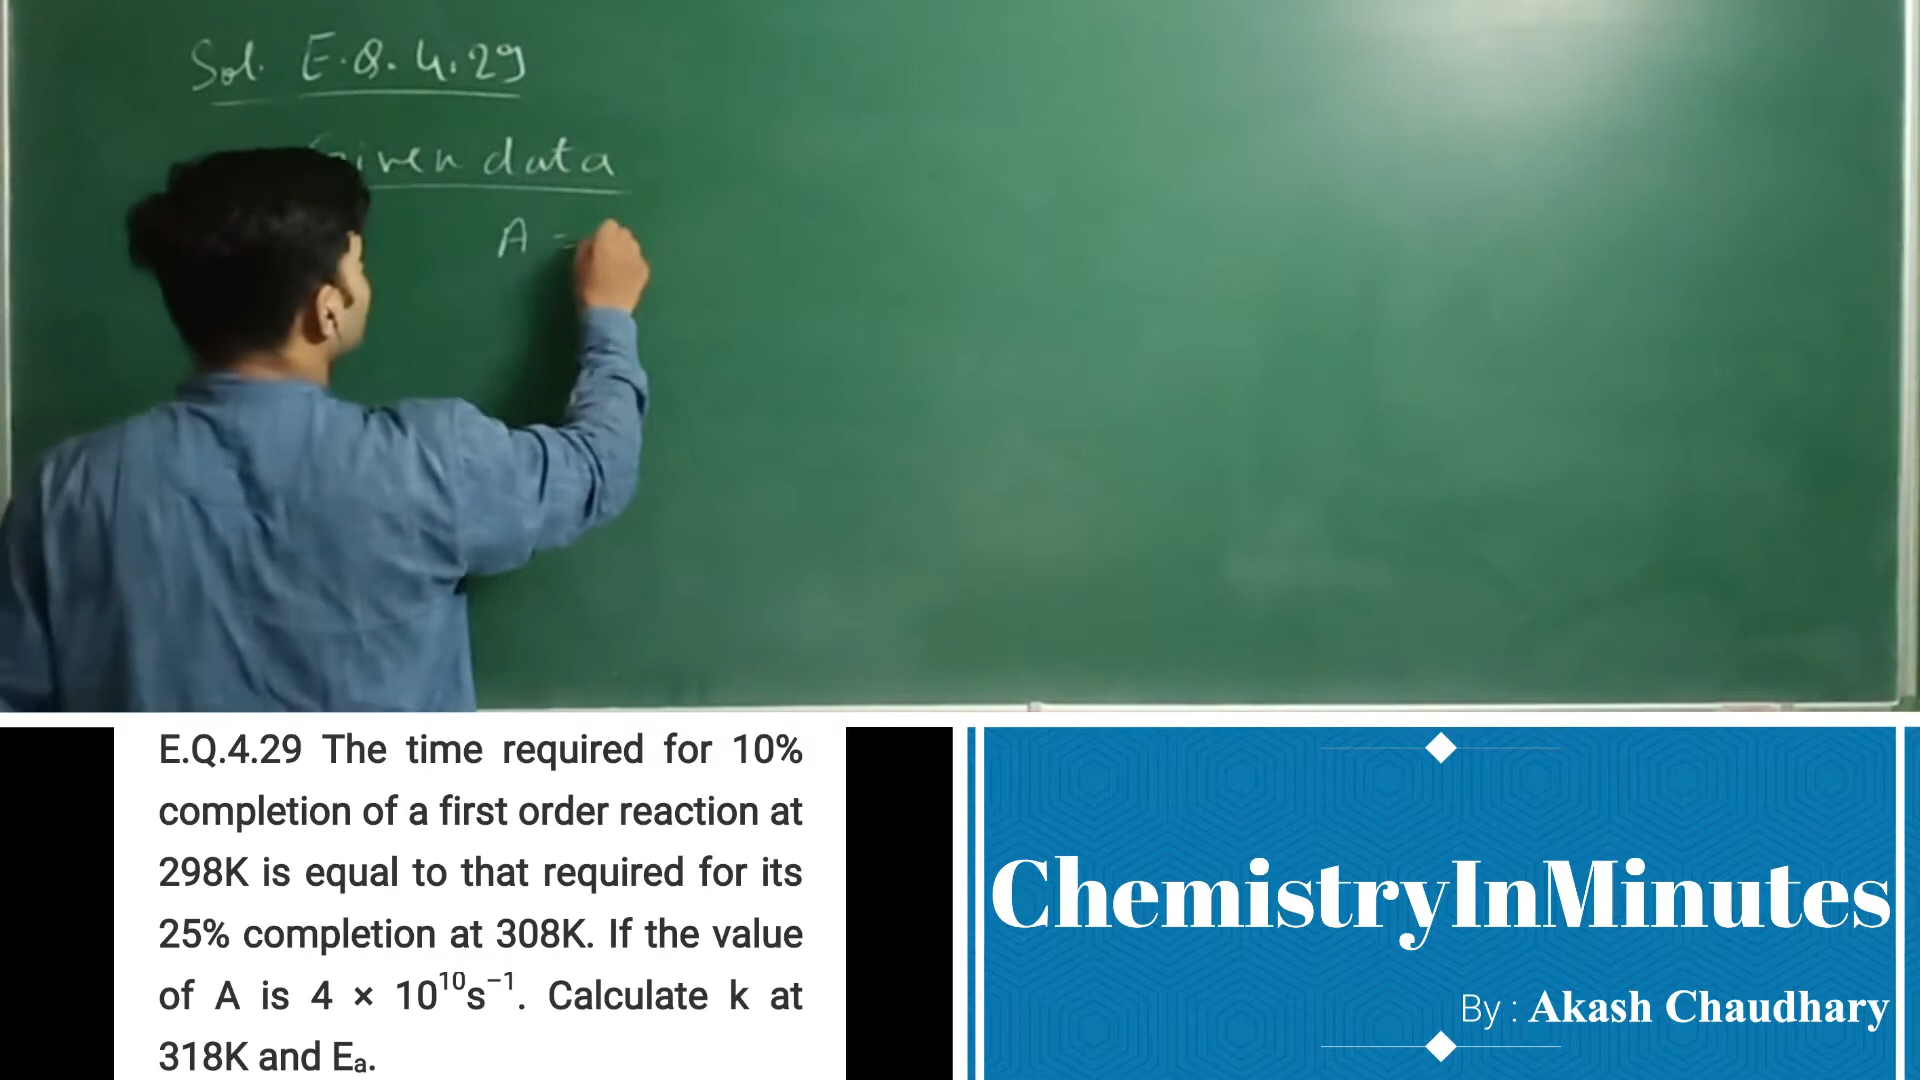 Sol. E.Q. 4.29
Given data
A =
E.Q.4.29 The time required for 10%
completion of a first order reaction at
298K is equal to that required for its
25% completion at 308K. If the value
of A is 4 × 10¹⁰s⁻¹. Calculate k at
318K and Eₐ.
ChemistryInMinutes
By : Akash Chaudhary